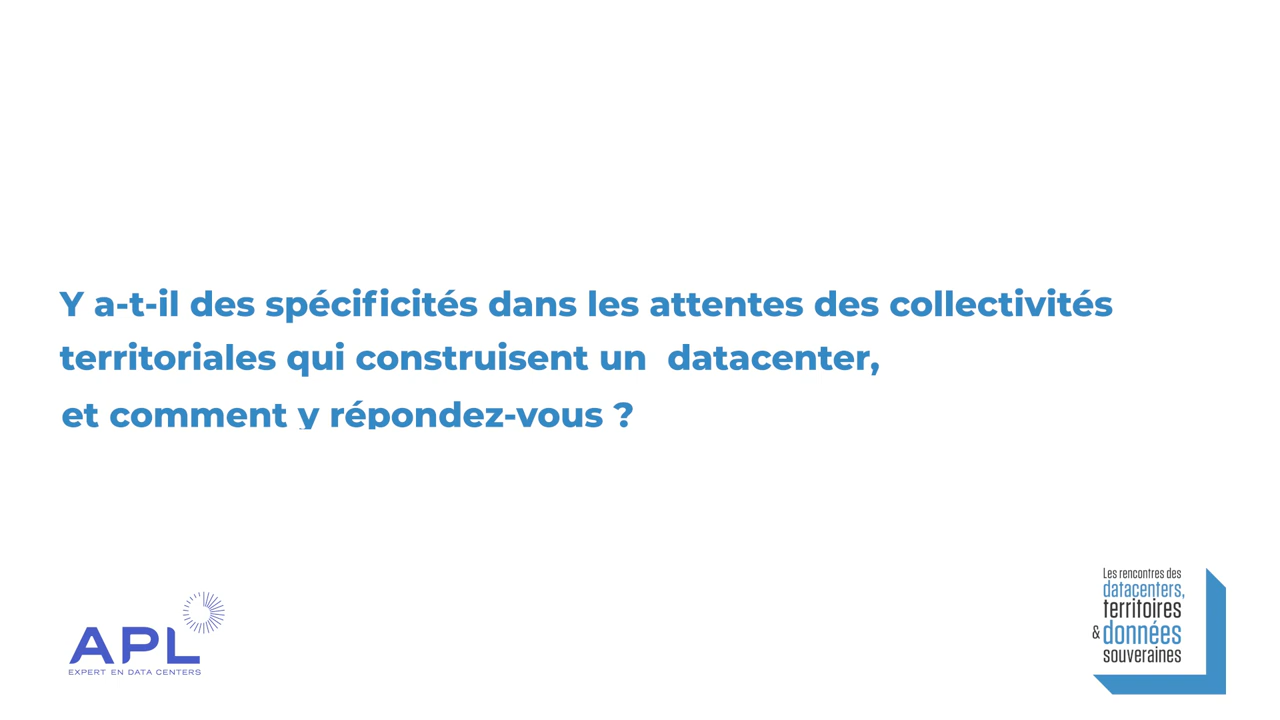 Y a-t-il des spécificités dans les attentes des collectivités
territoriales qui construisent un  datacenter,
et comment y répondez-vous ?
APL
EXPERT EN DATA CENTERS
Les rencontres des
datacenters,
territoires
& données
souveraines